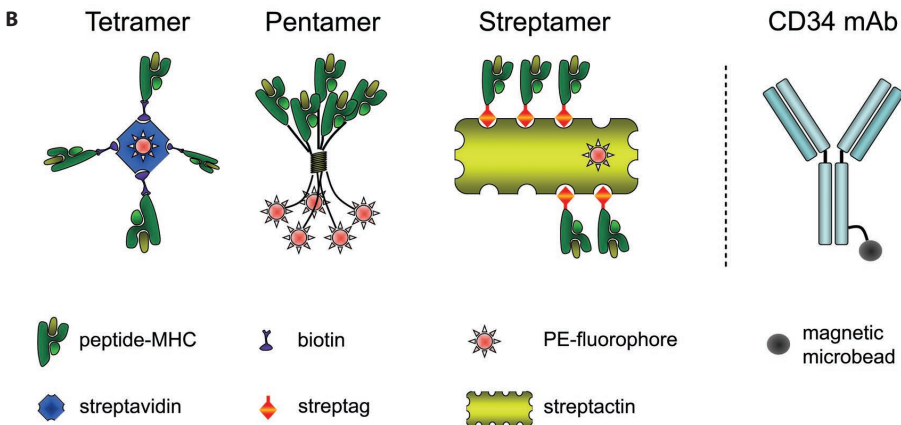 B
Tetramer Pentamer Streptamer CD34 mAb
peptide-MHC biotin PE-fluorophore magnetic microbead
streptavidin streptag streptactin